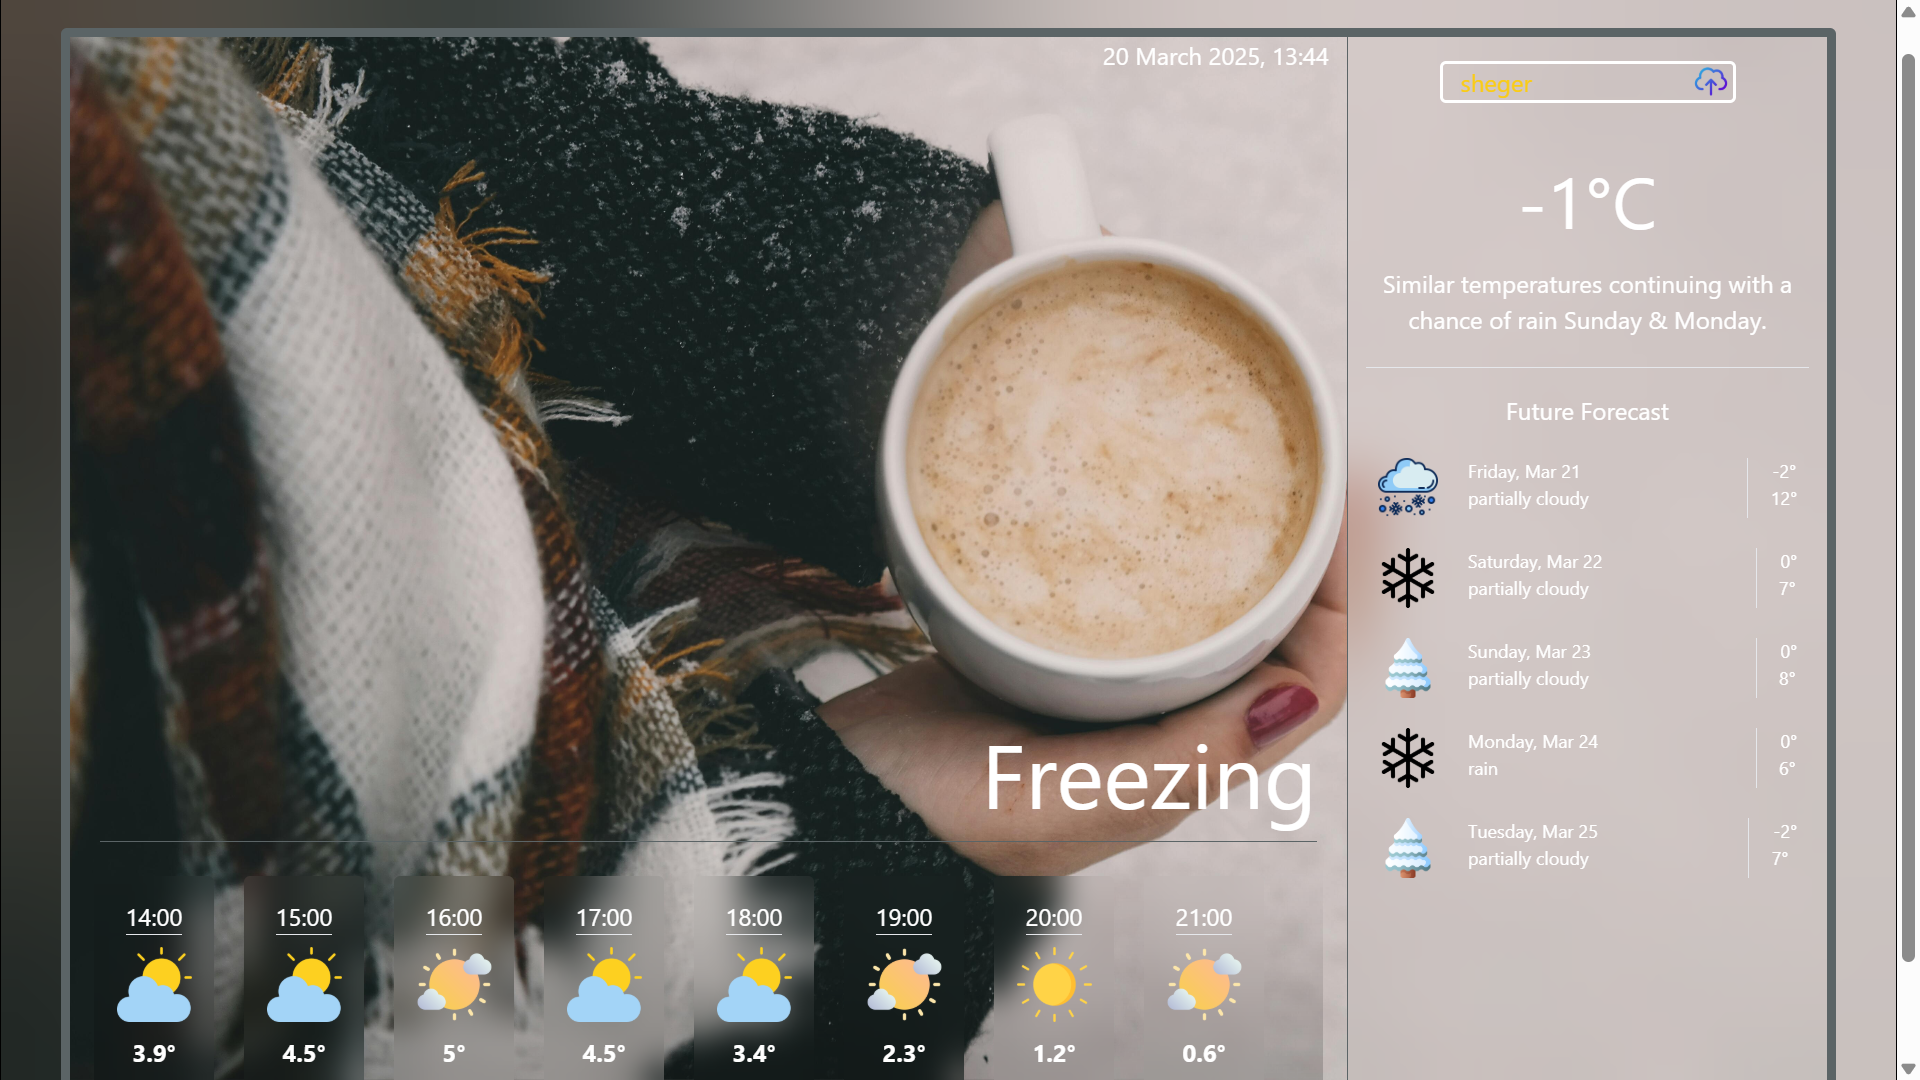 20 March 2025, 13:44
sheger
-1°C
Similar temperatures continuing with a
chance of rain Sunday & Monday.
Future Forecast
Friday, Mar 21
partially cloudy
-2°
12°
Saturday, Mar 22
partially cloudy
0°
7°
Sunday, Mar 23
partially cloudy
0°
8°
Monday, Mar 24
rain
0°
6°
Tuesday, Mar 25
partially cloudy
-2°
7°
Freezing
14:00 15:00 16:00 17:00 18:00 19:00 20:00 21:00
3.9° 4.5° 5° 4.5° 3.4° 2.3° 1.2° 0.6°